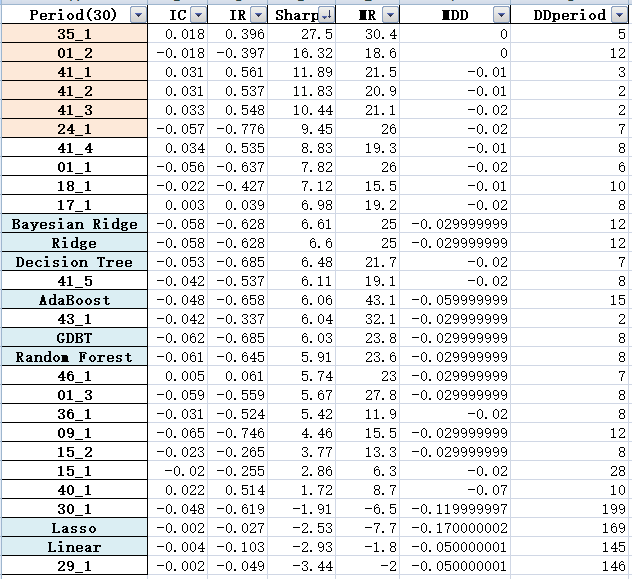 Period(30) IC IR Sharp MR MDD DDperiod
35_1 0.018 0.396 27.5 30.4 0 5
01_2 -0.018 -0.397 16.32 18.6 0 12
41_1 0.031 0.561 11.89 21.5 -0.01 3
41_2 0.031 0.537 11.83 20.9 -0.01 2
41_3 0.033 0.548 10.44 21.1 -0.02 2
24_1 -0.057 -0.776 9.45 26 -0.02 7
41_4 0.034 0.535 8.83 19.3 -0.01 8
01_1 -0.056 -0.637 7.82 26 -0.02 6
18_1 -0.022 -0.427 7.12 15.5 -0.01 10
17_1 0.003 0.039 6.98 19.2 -0.02 8
Bayesian Ridge -0.058 -0.628 6.61 25 -0.029999999 12
Ridge -0.058 -0.628 6.6 25 -0.029999999 12
Decision Tree -0.053 -0.685 6.48 21.7 -0.02 7
41_5 -0.042 -0.537 6.11 19.1 -0.02 8
AdaBoost -0.048 -0.658 6.06 43.1 -0.059999999 15
43_1 -0.042 -0.337 6.04 32.1 -0.029999999 2
GDBT -0.062 -0.685 6.03 23.8 -0.029999999 8
Random Forest -0.061 -0.645 5.91 23.6 -0.029999999 8
46_1 0.005 0.061 5.74 23 -0.029999999 7
01_3 -0.059 -0.559 5.67 27.8 -0.029999999 8
36_1 -0.031 -0.524 5.42 11.9 -0.02 8
09_1 -0.065 -0.746 4.46 15.5 -0.029999999 12
15_2 -0.023 -0.265 3.77 13.3 -0.029999999 8
15_1 -0.02 -0.255 2.86 6.3 -0.02 28
40_1 0.022 0.514 1.72 8.7 -0.07 10
30_1 -0.048 -0.619 -1.91 -6.5 -0.119999997 199
Lasso -0.002 -0.027 -2.53 -7.7 -0.170000002 169
Linear -0.004 -0.103 -2.93 -1.8 -0.050000001 145
29_1 -0.002 -0.049 -3.44 -2 -0.050000001 146